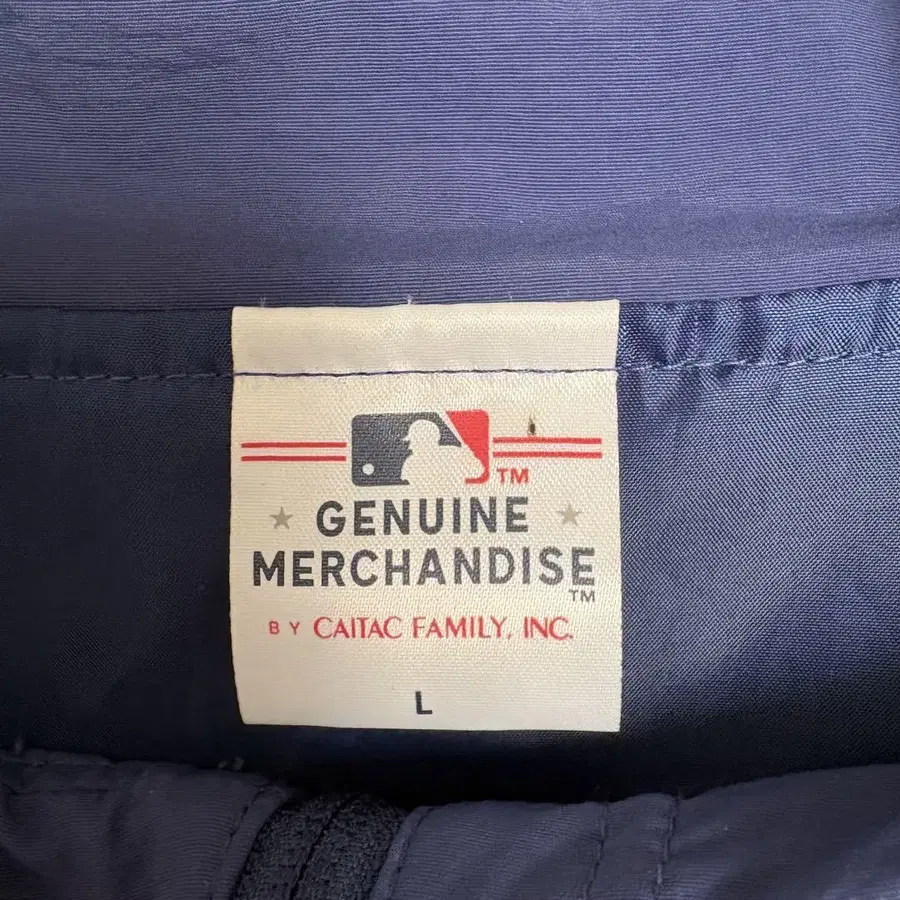 TM
GENUINE
MERCHANDISE
TM
BY CAITAC FAMILY, INC.
L